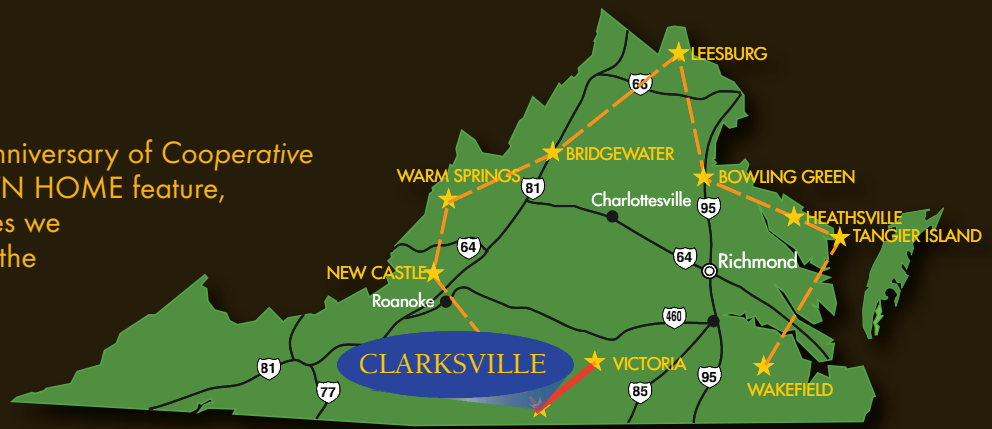 LEESBURG
66
nniversary of Cooperative
BRIDGEWATER
N HOME feature,
WARM SPRINGS
81
BOWLING GREEN
Charlottesville
95
es we
HEATHSVILLE
TANGIER ISLAND
64
the
64
Richmond
NEW CASTLE
Roanoke
460
CLARKSVILLE
VICTORIA
81
77
85
95
WAKEFIELD